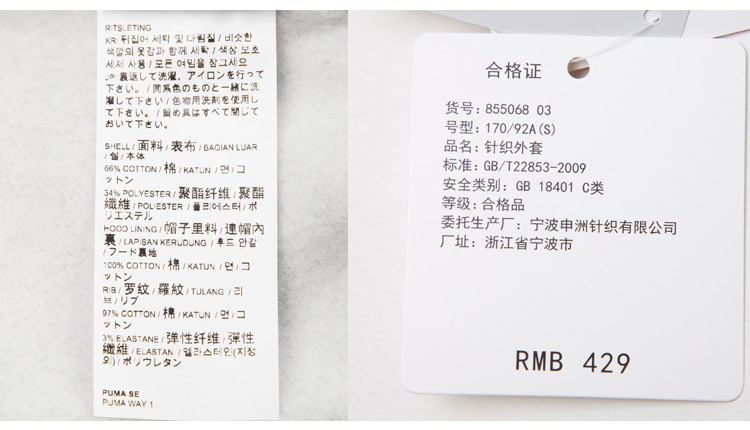 RITSLETING
KR: 뒤집어 세탁 및 다림질 / 비슷한
색깔의 옷감과 함께 세탁 / 색상 보호
세제 사용 / 모든 여밈을 잠그세요
JP: 裏返して洗濯、アイロンを行って
下さい。/ 同系色のものと一緒に洗
濯して下さい / 色物用洗剤を使用し
て下さい。/ 留め具はすべて閉じて
おいて下さい。
SHELL / 面料 / 表布 / BAGIAN LUAR
/ 쉘 / 本体
66% COTTON / 棉 / KATUN / 면 / コ
ットン
34% POLYESTER / 聚酯纤维 / 聚酯
纖維 / POLIESTER / 폴리에스터 / ポ
リエステル
HOOD LINING / 帽子里料 / 連帽內
裏 / LAPISAN KERUDUNG / 후드 안감
/ フード裏地
100% COTTON / 棉 / KATUN / 면 / コ
ットン
RIB / 罗纹 / 羅紋 / TULANG / 리
브 / リブ
97% COTTON / 棉 / KATUN / 면 / コ
ットン
3% ELASTANE / 弹性纤维 / 彈性
纖維 / ELASTAN / 엘라스테인(지정
외) / ポリウレタン
PUMA SE
PUMA WAY 1
合格证
货号: 855068 03
号型: 170/92A(S)
品名: 针织外套
标准: GB/T22853-2009
安全类别: GB 18401 C类
等级: 合格品
委托生产厂: 宁波申洲针织有限公司
厂址: 浙江省宁波市
RMB 429